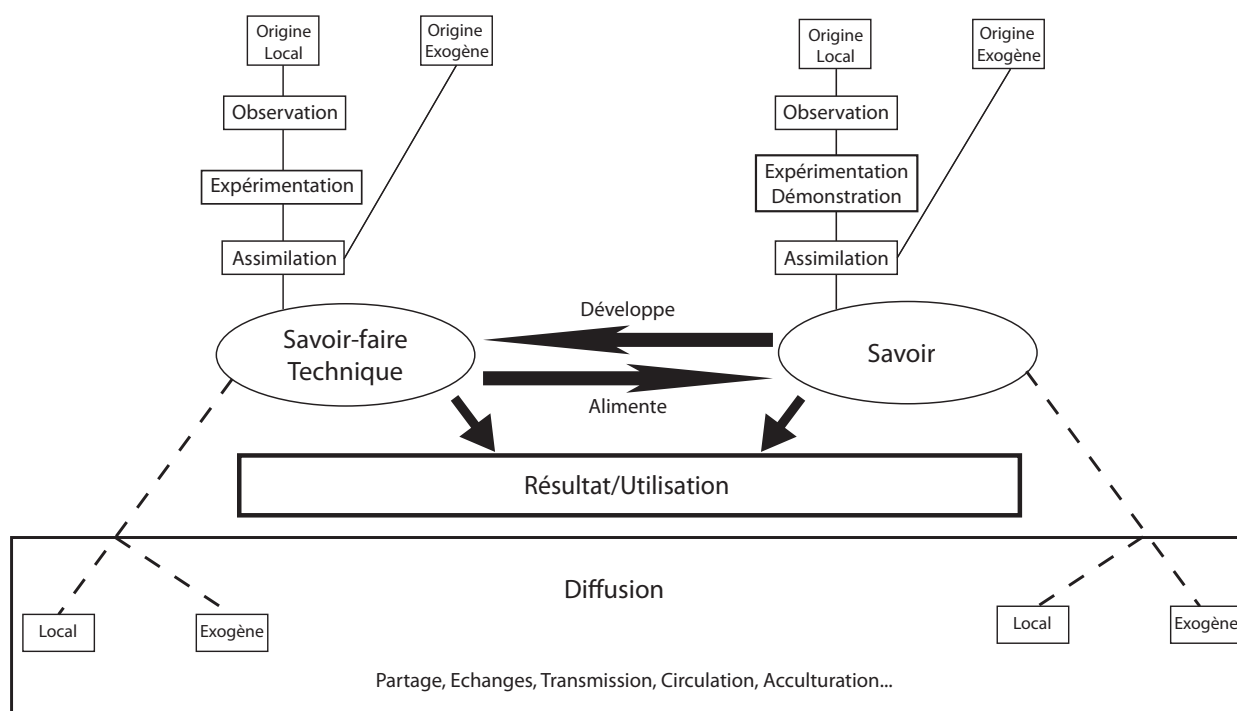 Origine
Local
Origine
Exogène
Observation
Expérimentation
Assimilation
Origine
Local
Origine
Exogène
Observation
Expérimentation
Démonstration
Assimilation
Développe
Savoir-faire
Technique
Savoir
Alimente
Résultat/Utilisation
Diffusion
Local
Exogène
Local
Exogène
Partage, Echanges, Transmission, Circulation, Acculturation...